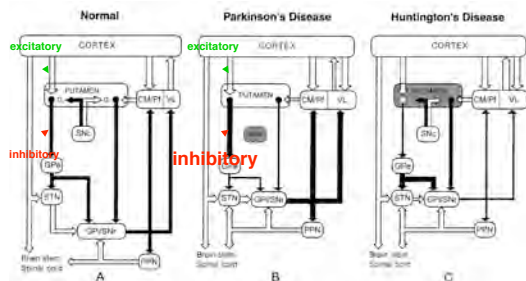 Normal
excitatory
CORTEX
PUTAMEN
CM/Pf
VL
SNc
inhibitory
GPe
STN
GPi/SNr
PPN
Brain stem
Spinal cord
A
Parkinson's Disease
excitatory
CORTEX
PUTAMEN
CM/Pf
VL
inhibitory
GPe
STN
GPi/SNr
PPN
Brain stem
Spinal cord
B
Huntington's Disease
CORTEX
CM/Pf
VL
SNc
GPe
STN
GPi/SNr
PPN
Brain stem
Spinal cord
C